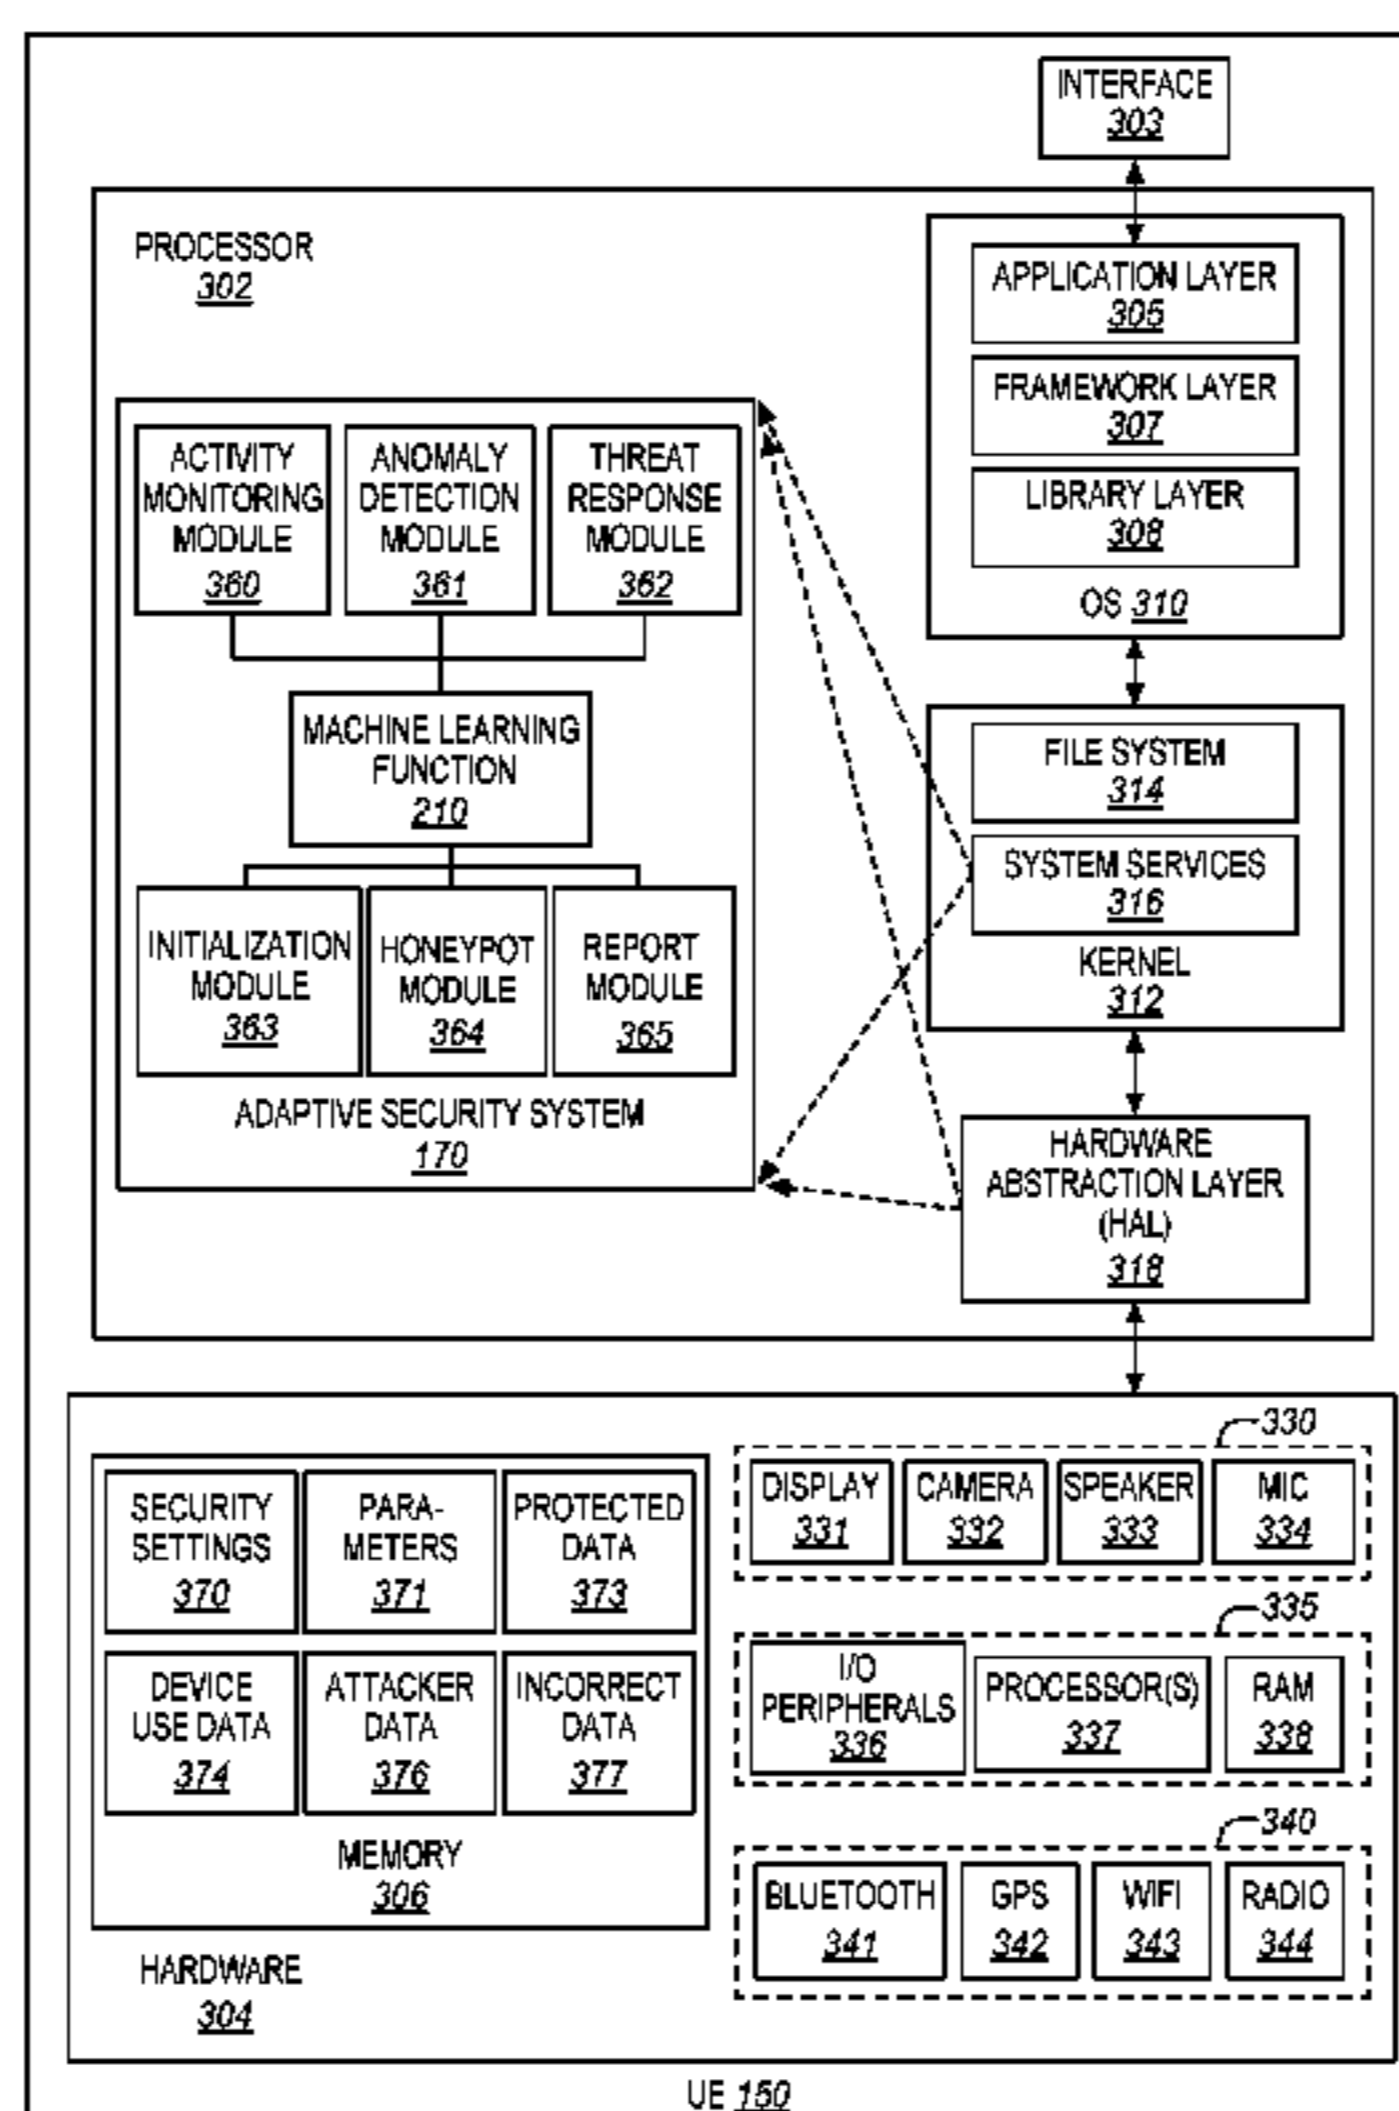 INTERFACE
303
PROCESSOR
302
APPLICATION LAYER
305
FRAMEWORK LAYER
307
LIBRARY LAYER
308
OS 310
ACTIVITY
MONITORING
MODULE
360
ANOMALY
DETECTION
MODULE
361
THREAT
RESPONSE
MODULE
362
MACHINE LEARNING
FUNCTION
210
INITIALIZATION
MODULE
363
HONEYPOT
MODULE
364
REPORT
MODULE
365
ADAPTIVE SECURITY SYSTEM
170
FILE SYSTEM
314
SYSTEM SERVICES
316
KERNEL
312
HARDWARE
ABSTRACTION LAYER
(HAL)
318
SECURITY
SETTINGS
370
PARA-
METERS
371
PROTECTED
DATA
373
DEVICE
USE DATA
374
ATTACKER
DATA
376
INCORRECT
DATA
377
MEMORY
306
HARDWARE
304
330
DISPLAY
331
CAMERA
332
SPEAKER
333
MIC
334
335
I/O
PERIPHERALS
336
PROCESSOR(S)
337
RAM
338
340
BLUETOOTH
341
GPS
342
WIFI
343
RADIO
344
UE 150